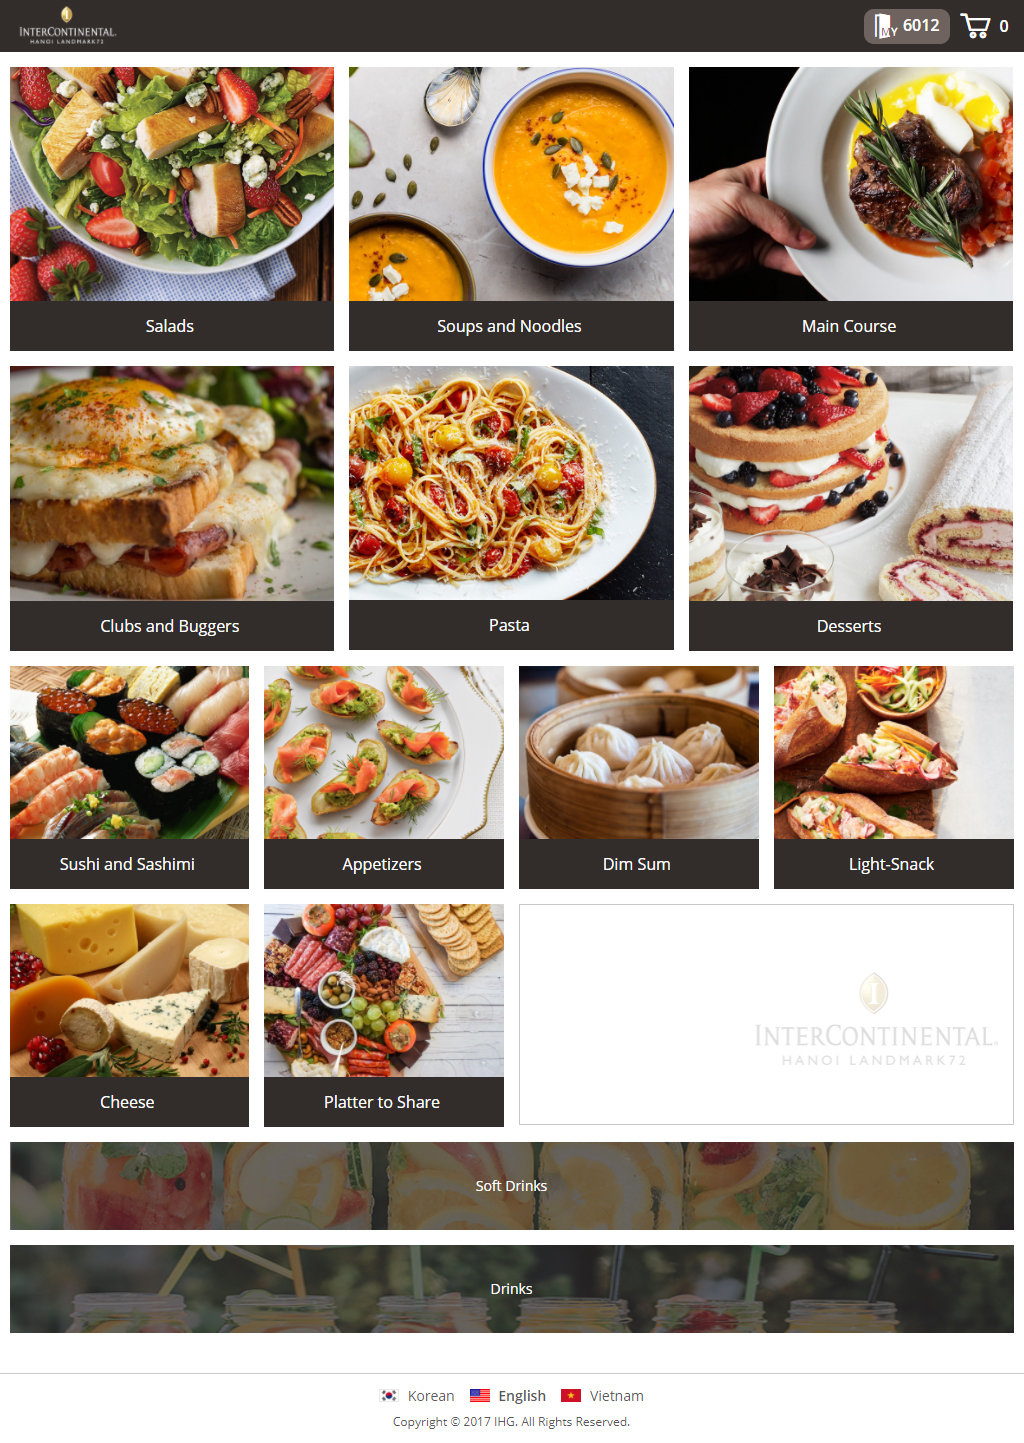 INTERCONTINENTAL.
HANOI LANDMARK72
MY 6012
0
Salads
Soups and Noodles
Main Course
Clubs and Buggers
Pasta
Desserts
Sushi and Sashimi
Appetizers
Dim Sum
Light-Snack
Cheese
Platter to Share
INTERCONTINENTAL.
HANOI LANDMARK72
Soft Drinks
Drinks
Korean English Vietnam
Copyright © 2017 IHG. All Rights Reserved.